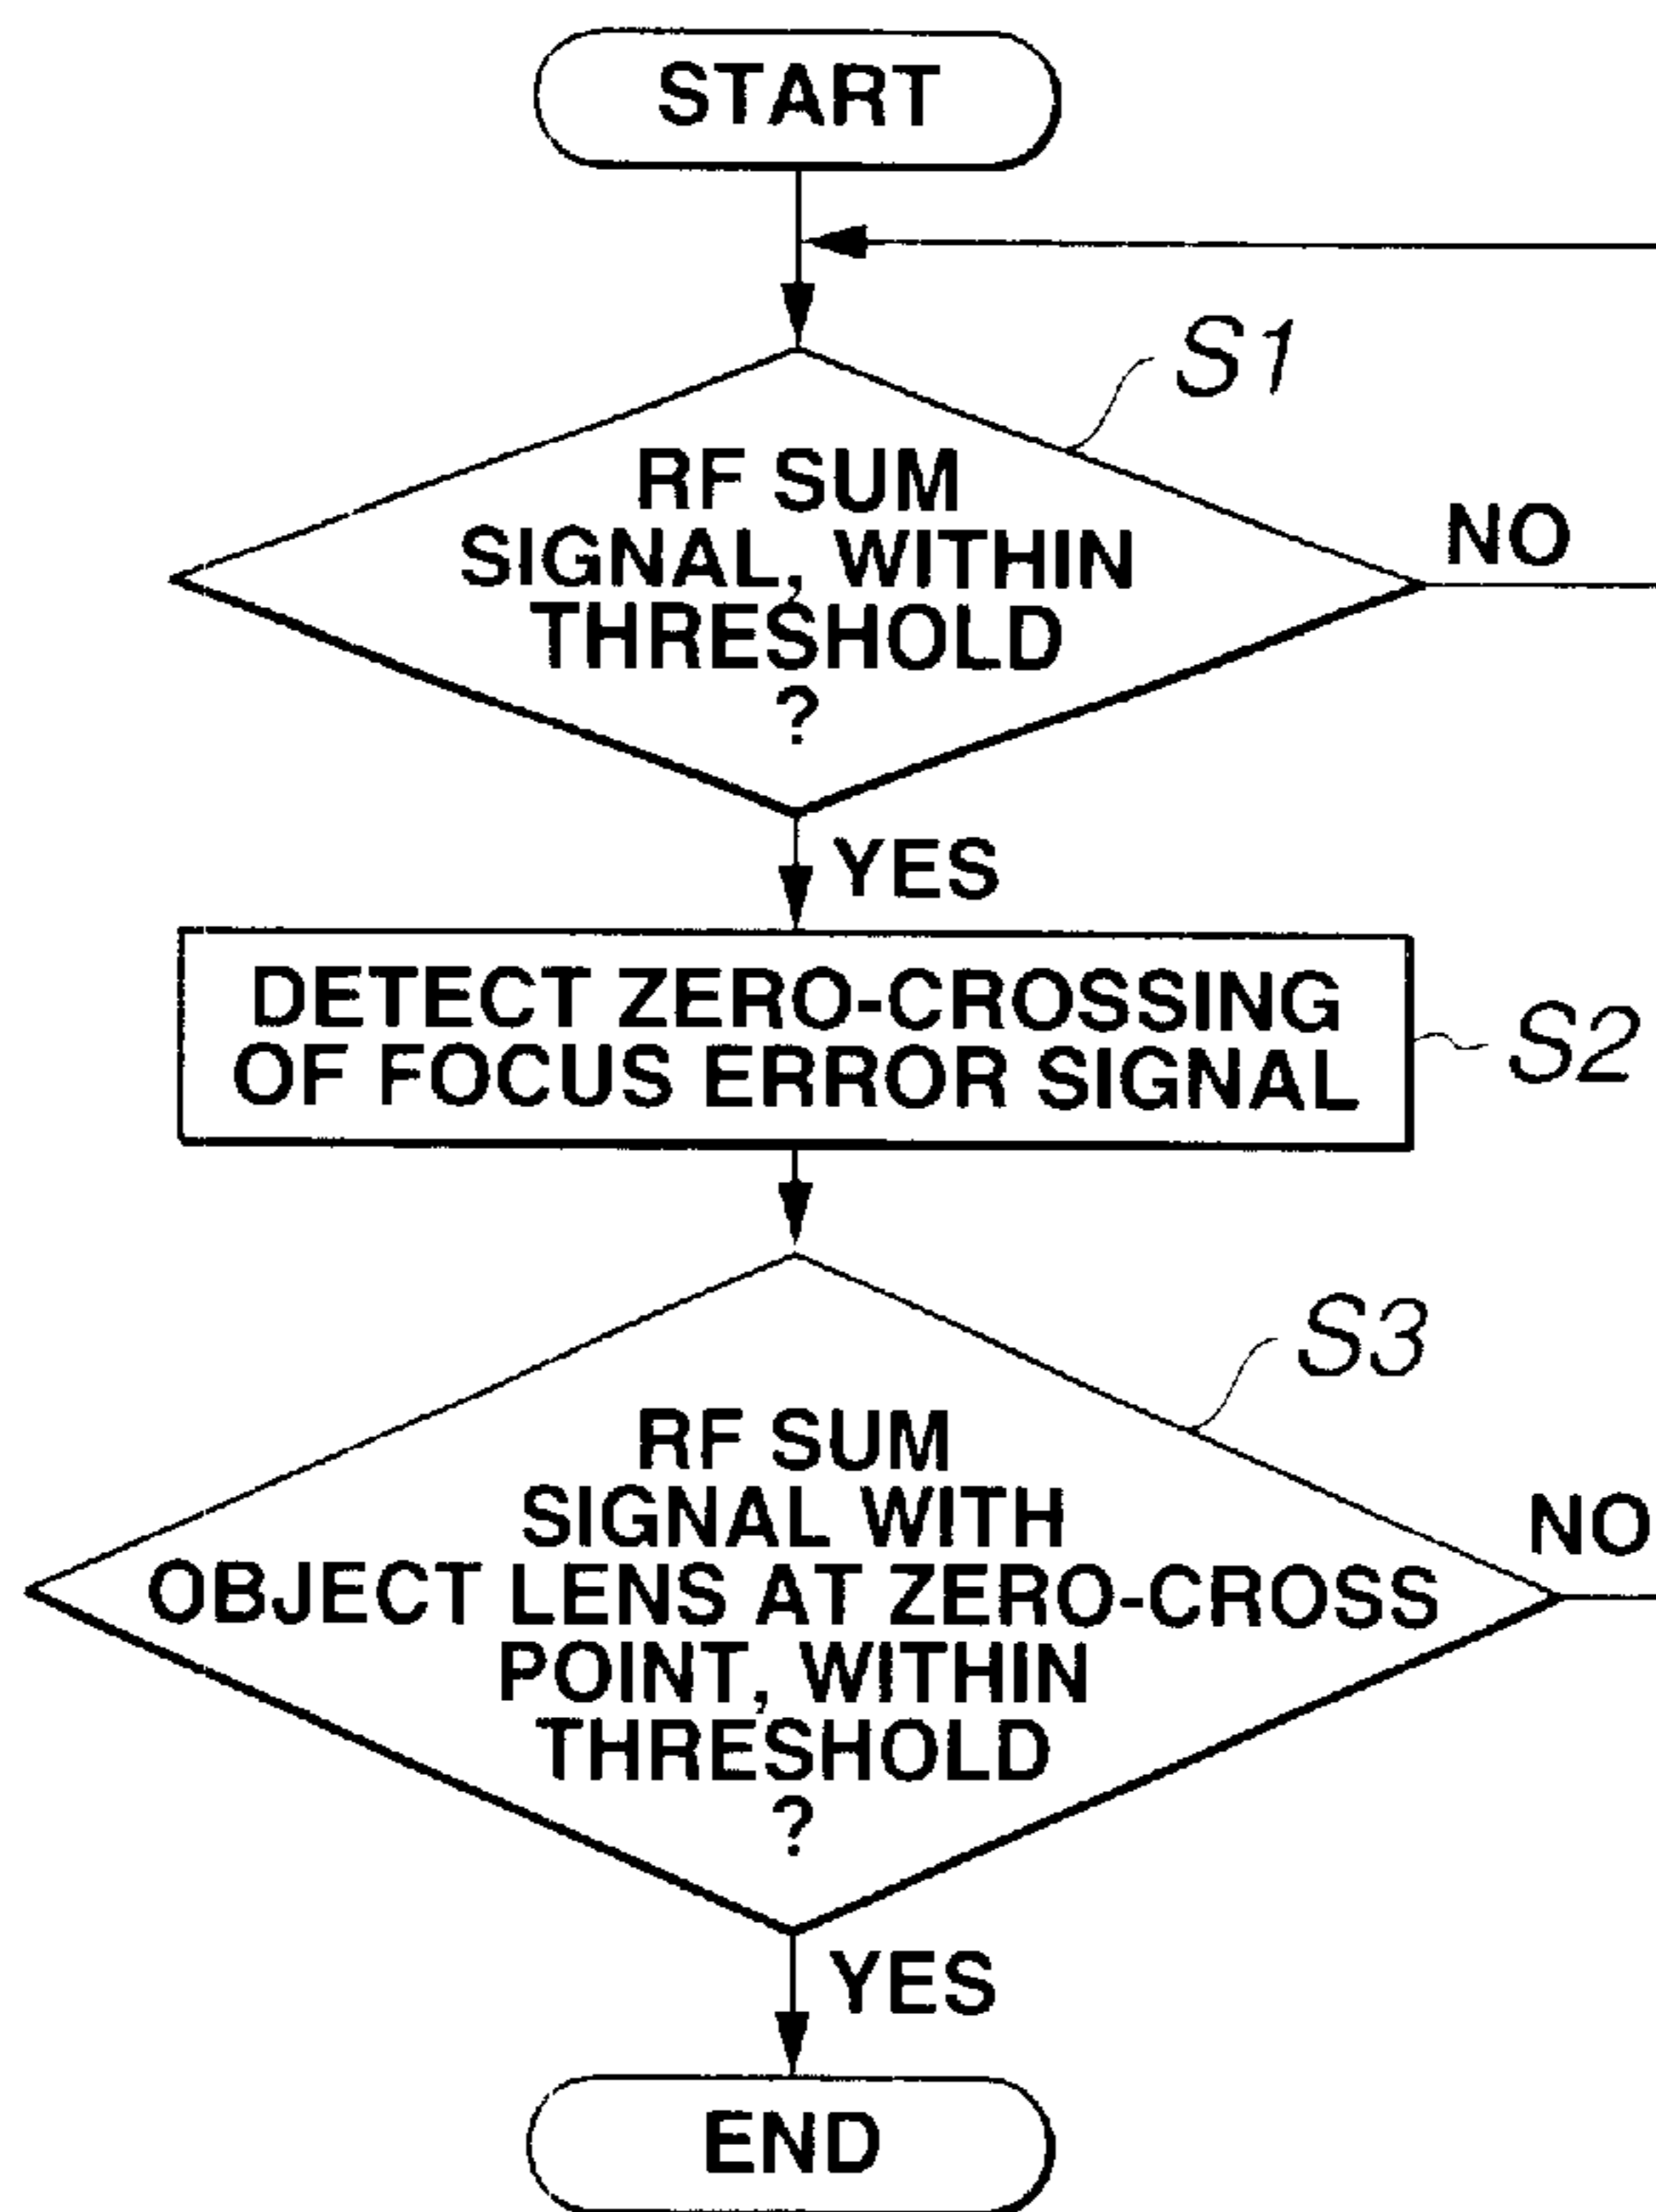 START
S1
RF SUM
SIGNAL, WITHIN
THRESHOLD
?
NO
YES
DETECT ZERO-CROSSING
OF FOCUS ERROR SIGNAL
S2
S3
RF SUM
SIGNAL WITH
OBJECT LENS AT ZERO-CROSS
POINT, WITHIN
THRESHOLD
?
NO
YES
END